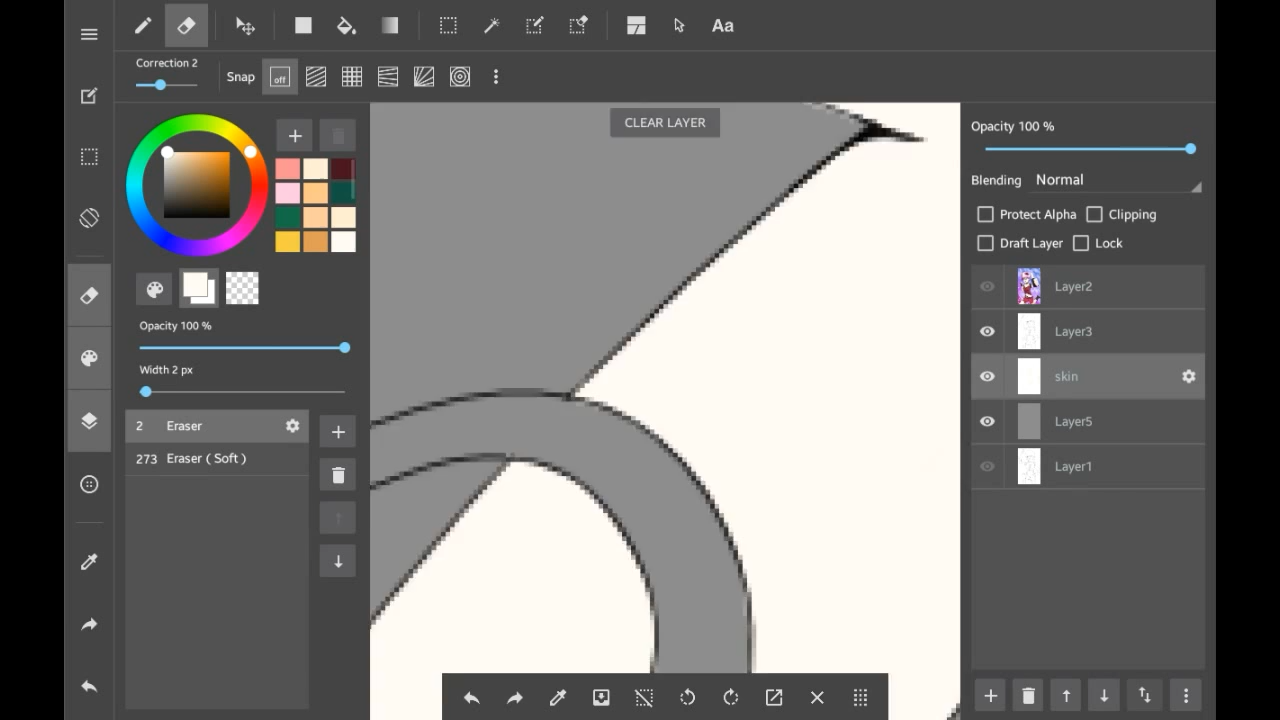 Aa
Correction 2
Snap
off
CLEAR LAYER
Opacity 100 %
Width 2 px
2 Eraser
273 Eraser ( Soft )
Opacity 100 %
Blending Normal
Protect Alpha Clipping
Draft Layer Lock
Layer2
Layer3
skin
Layer5
Layer1